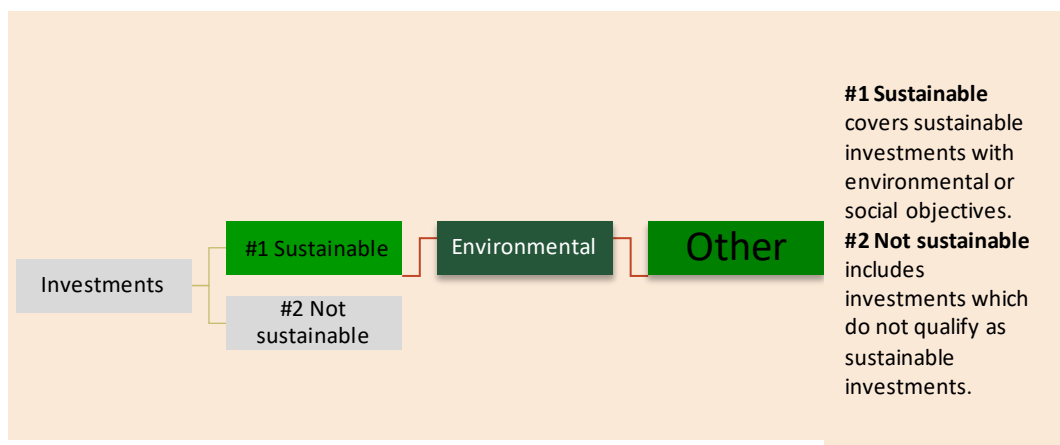 Investments
#1 Sustainable
#2 Not
sustainable
Environmental
Other
#1 Sustainable
covers sustainable
investments with
environmental or
social objectives.
#2 Not sustainable
includes
investments which
do not qualify as
sustainable
investments.